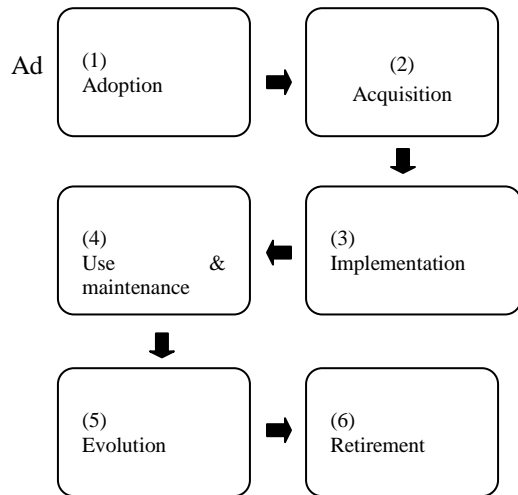 Ad
(1)
Adoption
(2)
Acquisition
(3)
Implementation
(4)
Use &
maintenance
(5)
Evolution
(6)
Retirement